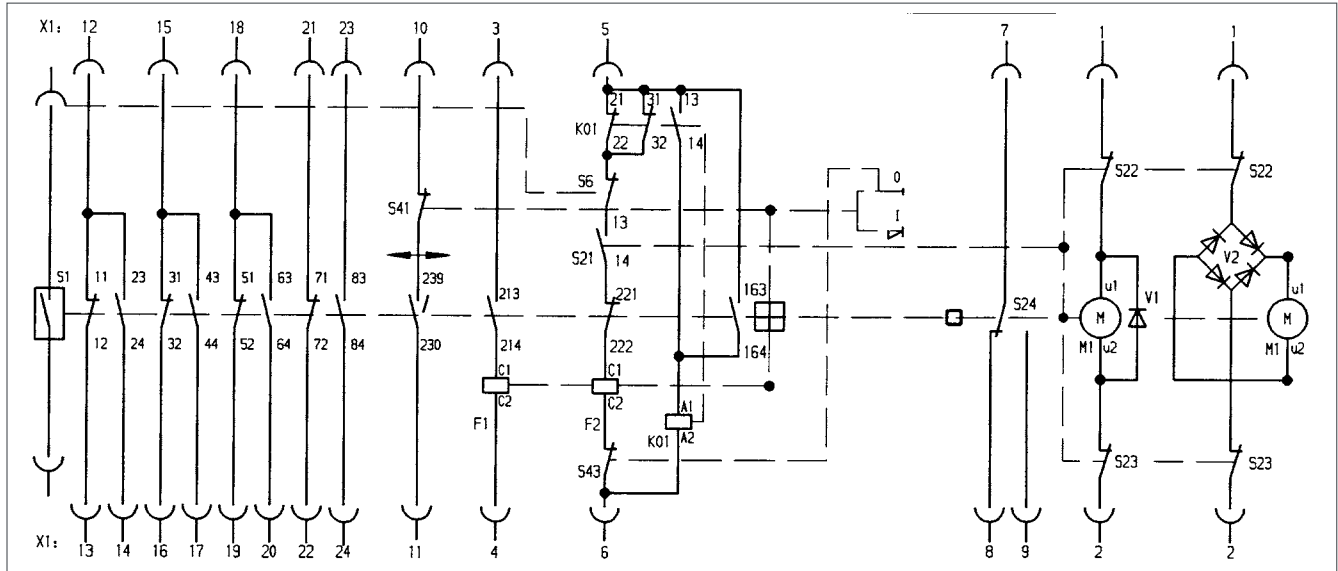 X1: 12 15 18 21 23 10 3 5 7 1 1
21 31 13
K01 22 32 14
S6 O
S22 S22
S41 I
13
S21 14 V2
S1 11 23 31 43 51 63 71 83 239 213 221 163 S24 u1 V1 u1
M M
12 24 32 44 52 64 72 84 230 214 222 164 M1 u2 M1 u2
C1 C1
C2 C2 A1
F1 F2 K01 A2
S43 S23 S23
X1: 13 14 16 17 19 20 22 24 11 4 6 8 9 2 2